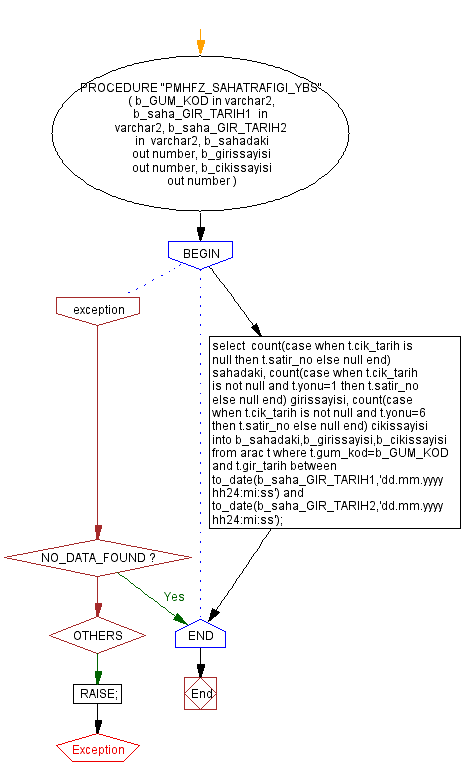 PROCEDURE "PMHFZ_SAHATRAFIGI_YBS"
( b_GUM_KOD in varchar2,
b_saha_GIR_TARIH1 in
varchar2, b_saha_GIR_TARIH2
in varchar2, b_sahadaki
out number, b_girissayisi
out number, b_cikissayisi
out number )
BEGIN
exception
select count(case when t.cik_tarih is
null then t.satir_no else null end)
sahadaki, count(case when t.cik_tarih
is not null and t.yonu=1 then t.satir_no
else null end) girissayisi, count(case
when t.cik_tarih is not null and t.yonu=6
then t.satir_no else null end) cikissayisi
into b_sahadaki,b_girissayisi,b_cikissayisi
from arac t where t.gum_kod=b_GUM_KOD
and t.gir_tarih between
to_date(b_saha_GIR_TARIH1,'dd.mm.yyyy
hh24:mi:ss') and
to_date(b_saha_GIR_TARIH2,'dd.mm.yyyy
hh24:mi:ss');
NO_DATA_FOUND ?
Yes
OTHERS
END
RAISE;
End
Exception